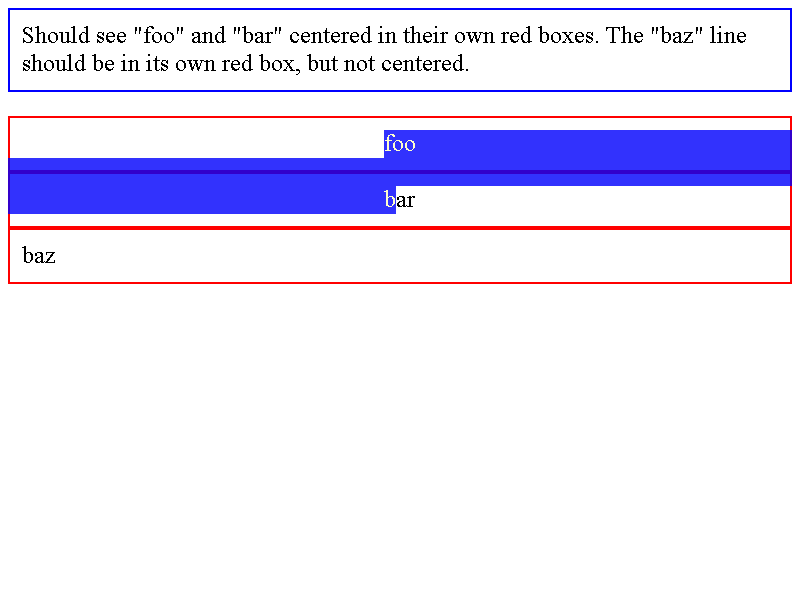 Should see "foo" and "bar" centered in their own red boxes. The "baz" line
should be in its own red box, but not centered.
foo
bar
baz